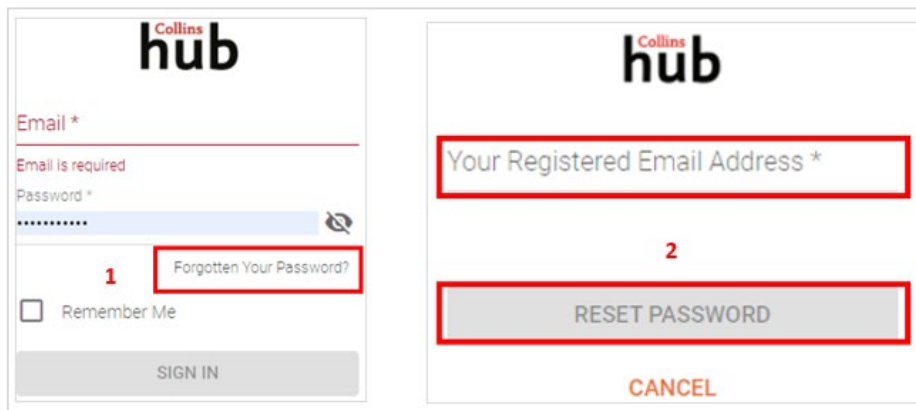 Collins
hub
Email *
Email is required
Password *
•••••••••••
Forgotten Your Password?
1
Remember Me
SIGN IN
Collins
hub
Your Registered Email Address *
2
RESET PASSWORD
CANCEL